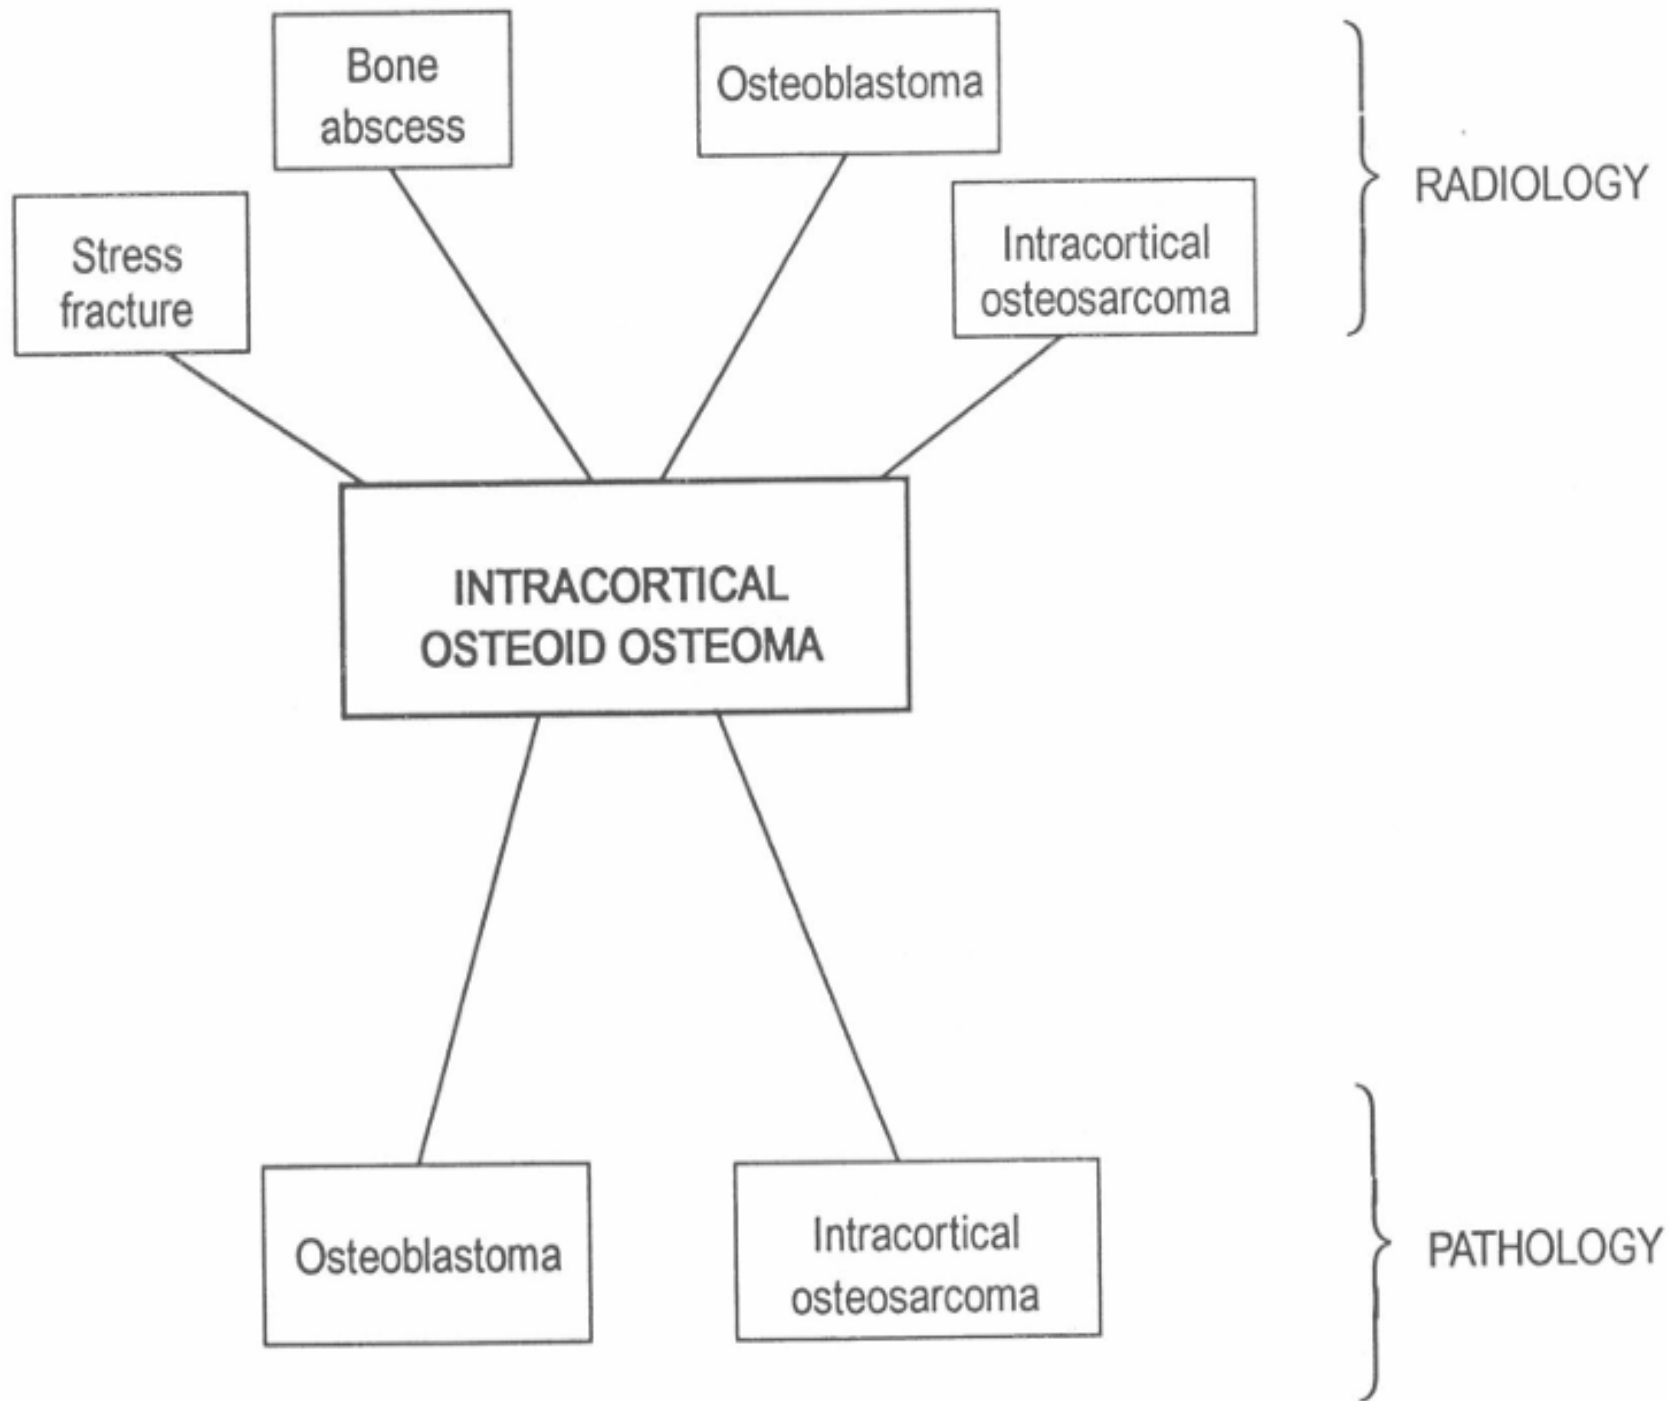 Bone
abscess
Osteoblastoma
Stress
fracture
Intracortical
osteosarcoma
RADIOLOGY
INTRACORTICAL
OSTEOID OSTEOMA
Osteoblastoma
Intracortical
osteosarcoma
PATHOLOGY